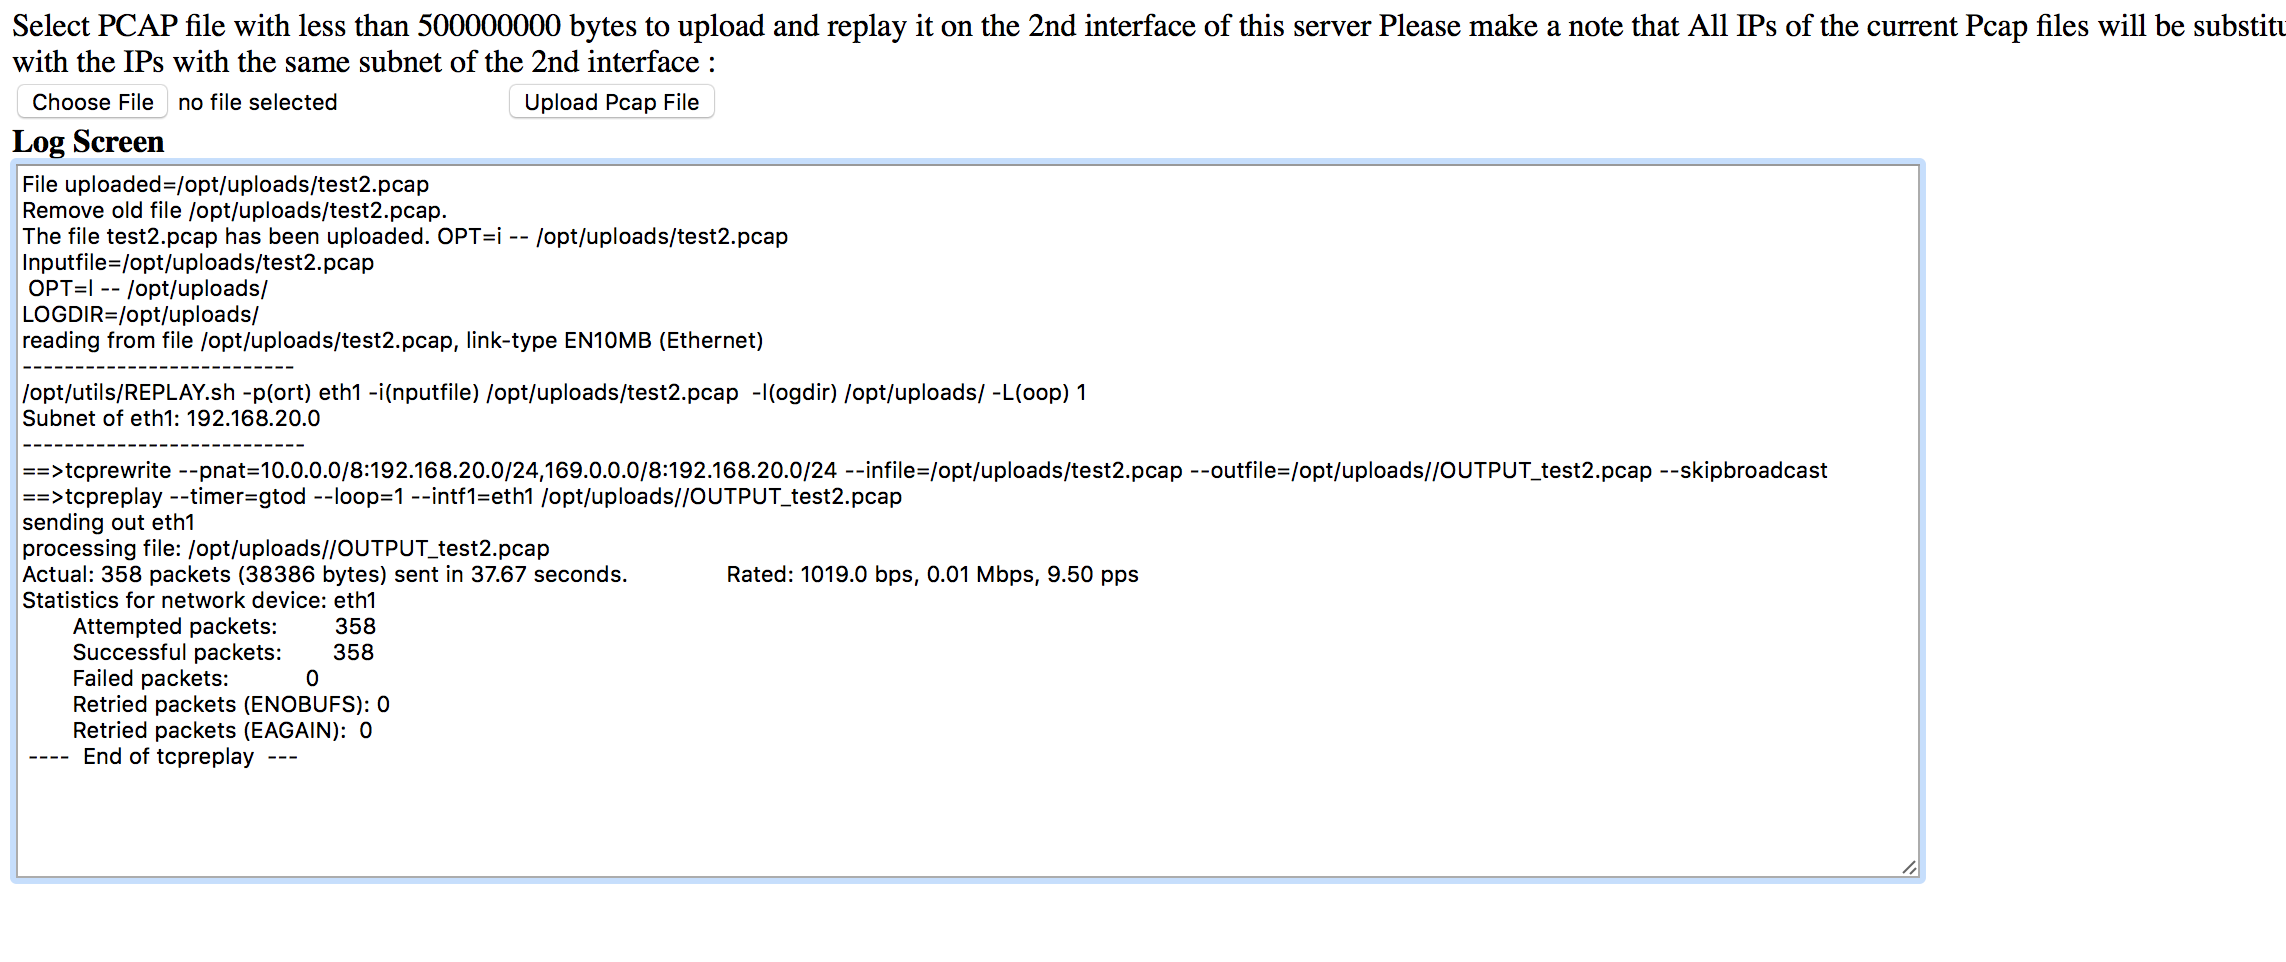 Select PCAP file with less than 500000000 bytes to upload and replay it on the 2nd interface of this server Please make a note that All IPs of the current Pcap files will be substitu
with the IPs with the same subnet of the 2nd interface :
Choose File no file selected Upload Pcap File
Log Screen
File uploaded=/opt/uploads/test2.pcap
Remove old file /opt/uploads/test2.pcap.
The file test2.pcap has been uploaded. OPT=i -- /opt/uploads/test2.pcap
Inputfile=/opt/uploads/test2.pcap
OPT=l -- /opt/uploads/
LOGDIR=/opt/uploads/
reading from file /opt/uploads/test2.pcap, link-type EN10MB (Ethernet)
--------------------------
/opt/utils/REPLAY.sh -p(ort) eth1 -i(nputfile) /opt/uploads/test2.pcap  -l(ogdir) /opt/uploads/ -L(oop) 1
Subnet of eth1: 192.168.20.0
---------------------------
==>tcprewrite --pnat=10.0.0.0/8:192.168.20.0/24,169.0.0.0/8:192.168.20.0/24 --infile=/opt/uploads/test2.pcap --outfile=/opt/uploads//OUTPUT_test2.pcap --skipbroadcast
==>tcpreplay --timer=gtod --loop=1 --intf1=eth1 /opt/uploads//OUTPUT_test2.pcap
sending out eth1
processing file: /opt/uploads//OUTPUT_test2.pcap
Actual: 358 packets (38386 bytes) sent in 37.67 seconds. Rated: 1019.0 bps, 0.01 Mbps, 9.50 pps
Statistics for network device: eth1
Attempted packets: 358
Successful packets: 358
Failed packets: 0
Retried packets (ENOBUFS): 0
Retried packets (EAGAIN): 0
---- End of tcpreplay ---